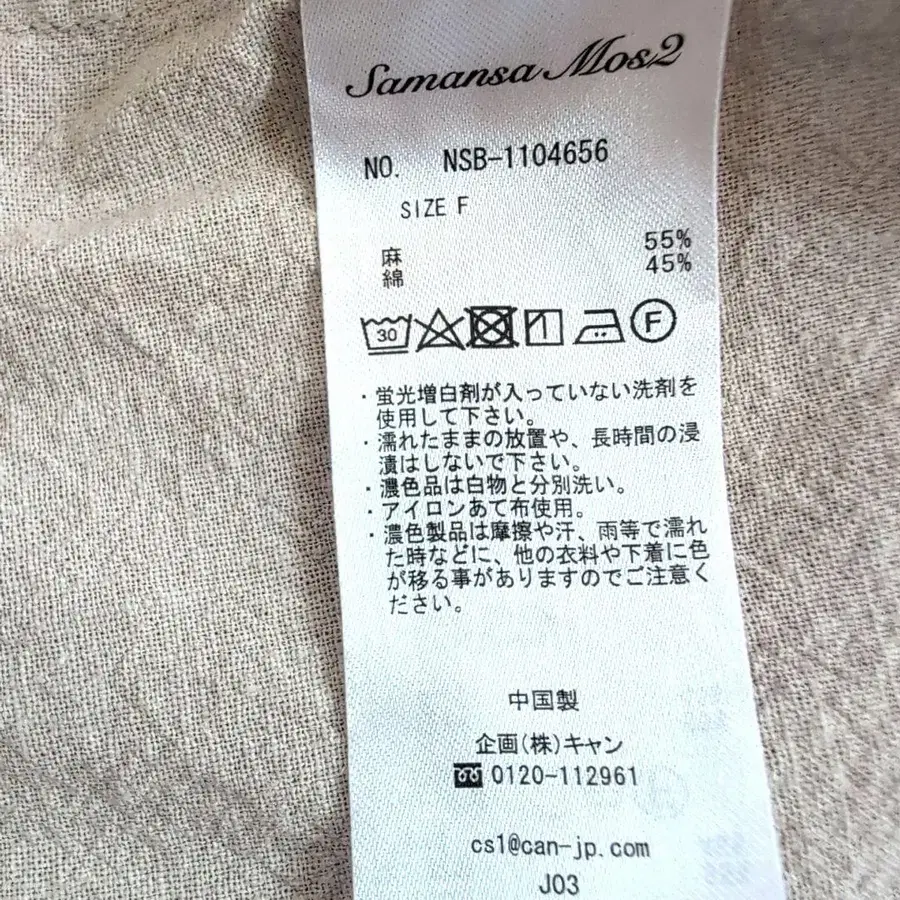 Samansa Mos2
NO. NSB-1104656
SIZE F
麻 55%
綿 45%
30 F
・蛍光増白剤が入っていない洗剤を
使用して下さい。
・濡れたままの放置や、長時間の浸
漬はしないで下さい。
・濃色品は白物と分別洗い。
・アイロンあて布使用。
・濃色製品は摩擦や汗、雨等で濡れ
た時などに、他の衣料や下着に色
が移る事がありますのでご注意く
ださい。
中国製
企画(株)キャン
0120-112961
cs1@can-jp.com
J03